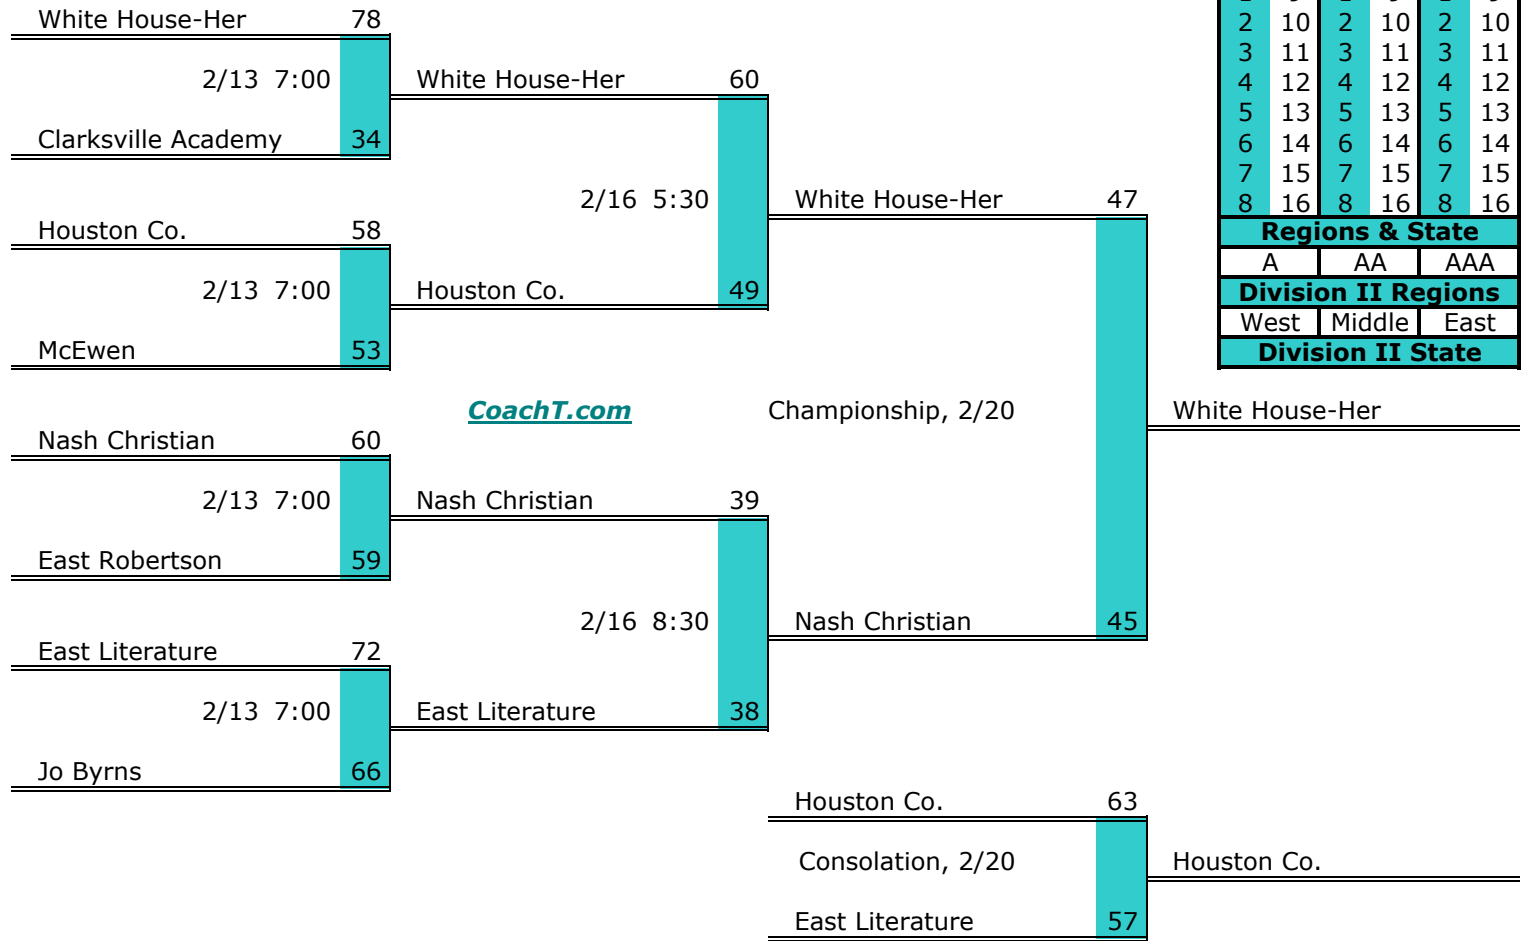 White House-Her 78
2/13 7:00
Clarksville Academy 34
White House-Her 60
Houston Co. 58
2/13 7:00
McEwen 53
2/16 5:30
Houston Co. 49
White House-Her 47
CoachT.com
Championship, 2/20
White House-Her
Nash Christian 60
2/13 7:00
East Robertson 59
Nash Christian 39
East Literature 72
2/13 7:00
Jo Byrns 66
2/16 8:30
East Literature 38
Nash Christian 45
Houston Co. 63
Consolation, 2/20
East Literature 57
Houston Co.
2 10 2 10 2 10
3 11 3 11 3 11
4 12 4 12 4 12
5 13 5 13 5 13
6 14 6 14 6 14
7 15 7 15 7 15
8 16 8 16 8 16
Regions & State
A AA AAA
Division II Regions
West Middle East
Division II State